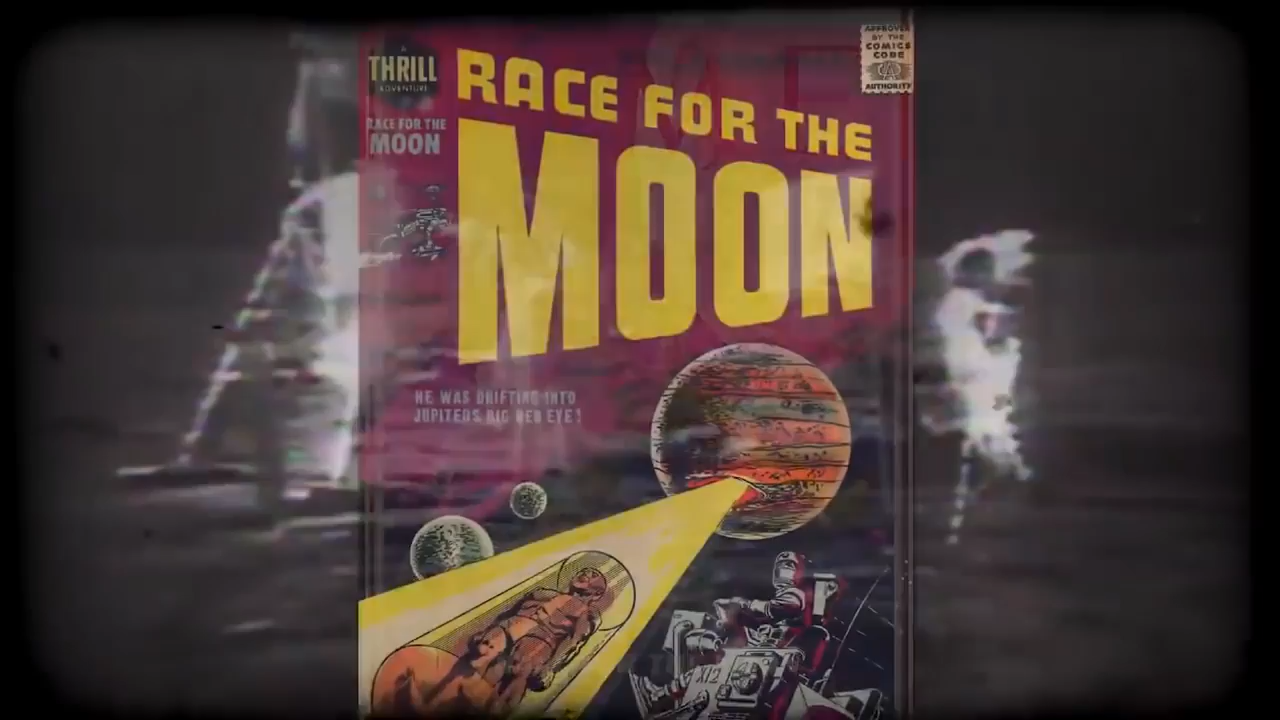 A
THRILL
ADVENTURE
RACE FOR THE
MOON
RACE FOR THE
MOON
APPROVED
BY THE
COMICS
CODE
AUTHORITY
HE WAS DRIFTING INTO
JUPITERS BIG RED EYE!
X12